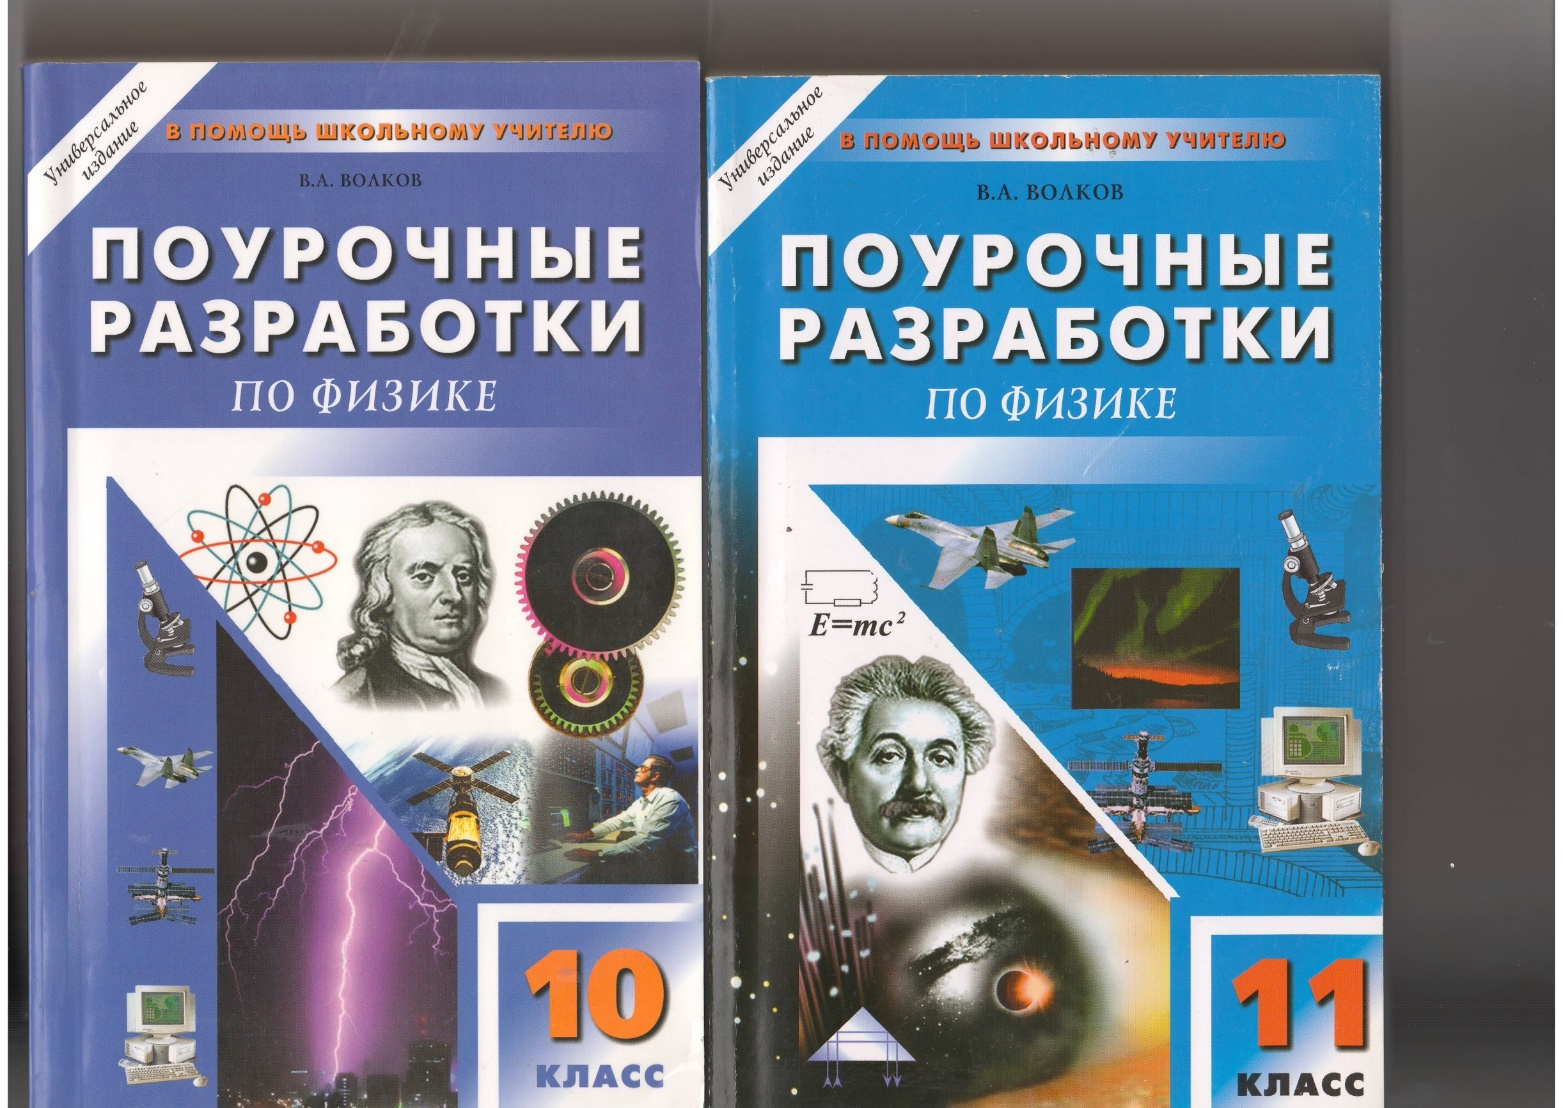 Универсальное
издание
В ПОМОЩЬ ШКОЛЬНОМУ УЧИТЕЛЮ
В.А. ВОЛКОВ
ПОУРОЧНЫЕ
РАЗРАБОТКИ
ПО ФИЗИКЕ
10
КЛАСС
Универсальное
издание
В ПОМОЩЬ ШКОЛЬНОМУ УЧИТЕЛЮ
В.А. ВОЛКОВ
ПОУРОЧНЫЕ
РАЗРАБОТКИ
ПО ФИЗИКЕ
E=mc²
11
КЛАСС